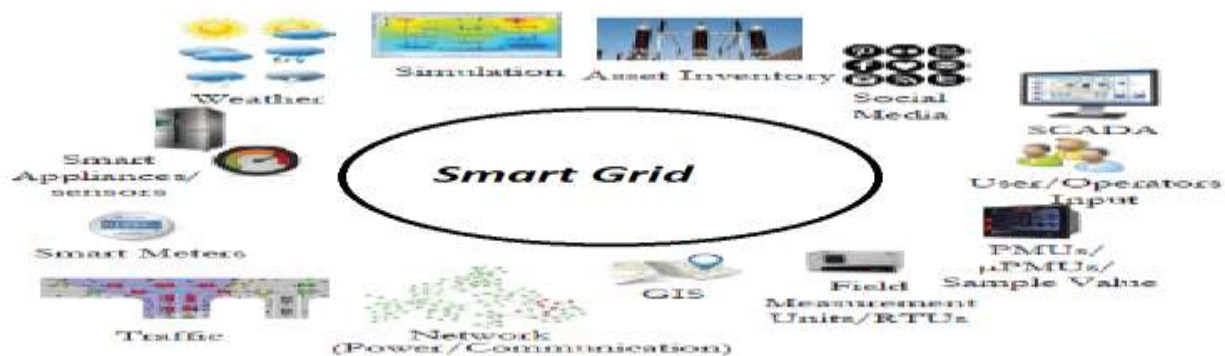 Weather
Simulation
Asset Inventory
Social
Media
SCADA
Smart
Appliances/
sensors
Smart Grid
User/Operators
Input
Smart Meters
PMUs/
μPMUs/
Sample Value
GIS
Field
Measurement
Units/RTUs
Traffic
Network
(Power/Communication)